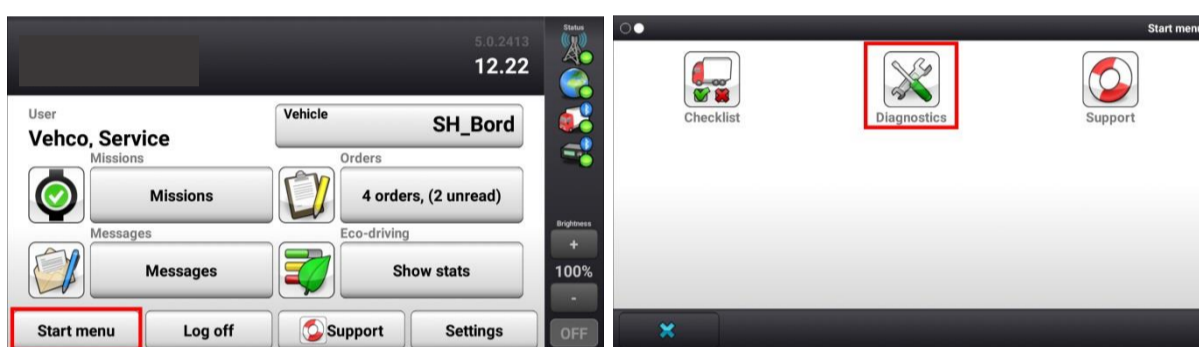 5.0.2413
12.22
User
Vehco, Service
Vehicle
SH_Bord
Missions
Missions
Orders
4 orders, (2 unread)
Messages
Messages
Eco-driving
Show stats
Start menu
Log off
Support
Settings
Status
Brightness
+
100%
-
OFF
Start menu
Checklist
Diagnostics
Support